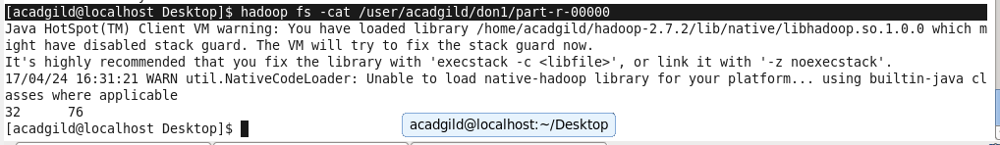 [acadgild@localhost Desktop]$ hadoop fs -cat /user/acadgild/don1/part-r-00000
Java HotSpot(TM) Client VM warning: You have loaded library /home/acadgild/hadoop-2.7.2/lib/native/libhadoop.so.1.0.0 which m
ight have disabled stack guard. The VM will try to fix the stack guard now.
It's highly recommended that you fix the library with 'execstack -c <libfile>', or link it with '-z noexecstack'.
17/04/24 16:31:21 WARN util.NativeCodeLoader: Unable to load native-hadoop library for your platform... using builtin-java cl
asses where applicable
32      76
[acadgild@localhost Desktop]$
acadgild@localhost:~/Desktop